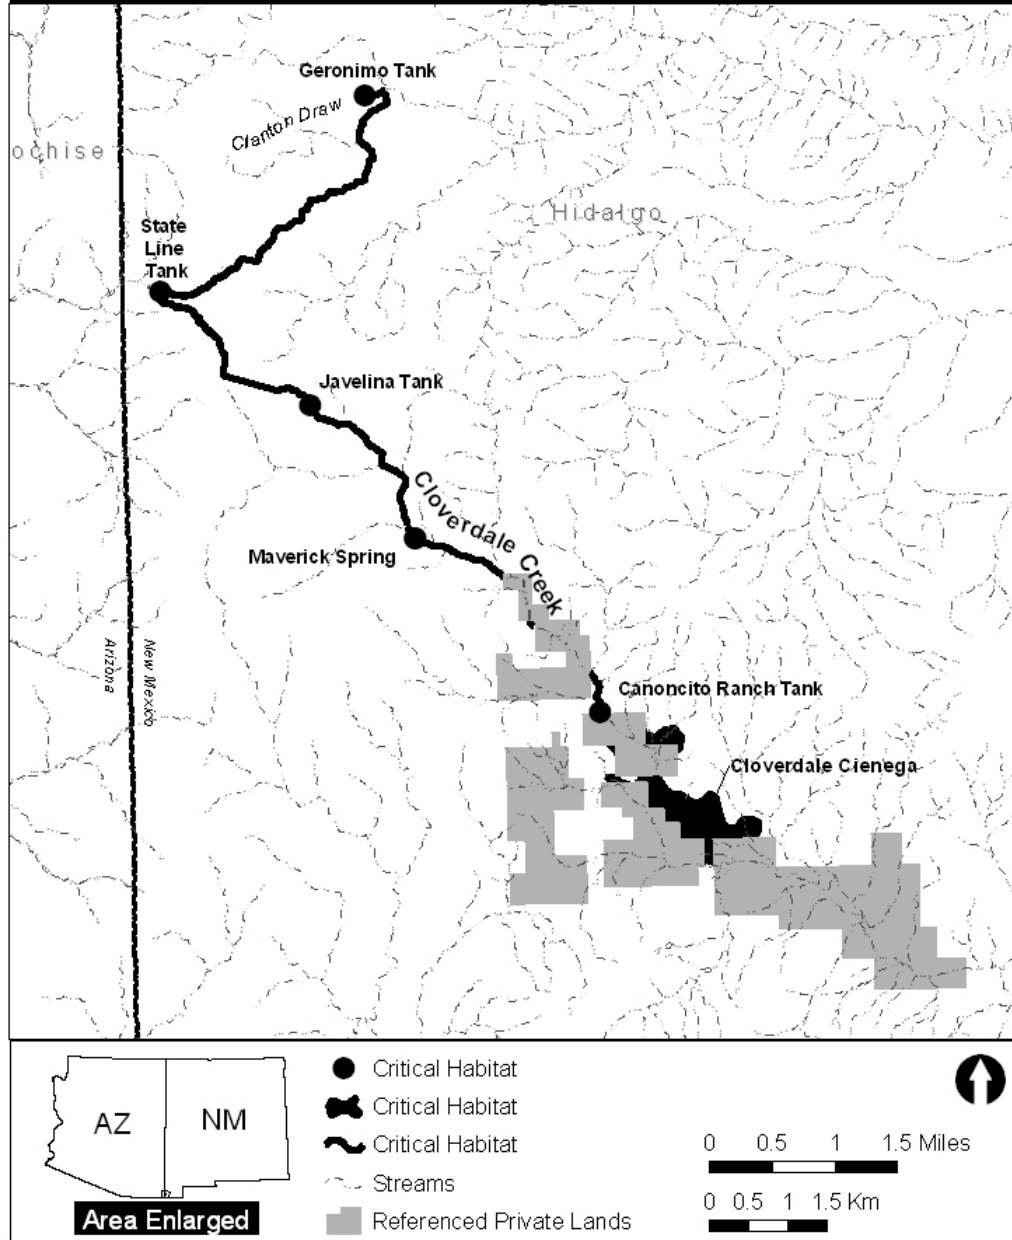 Geronimo Tank
Clanton Draw
ochise
Hidalgo
State
Line
Tank
Javelina Tank
Cloverdale Creek
Maverick Spring
Arizona
New Mexico
Canoncito Ranch Tank
Cloverdale Cienega
AZ
NM
Area Enlarged
Critical Habitat
Critical Habitat
Critical Habitat
Streams
Referenced Private Lands
0 0.5 1 1.5 Miles
0 0.5 1 1.5 Km